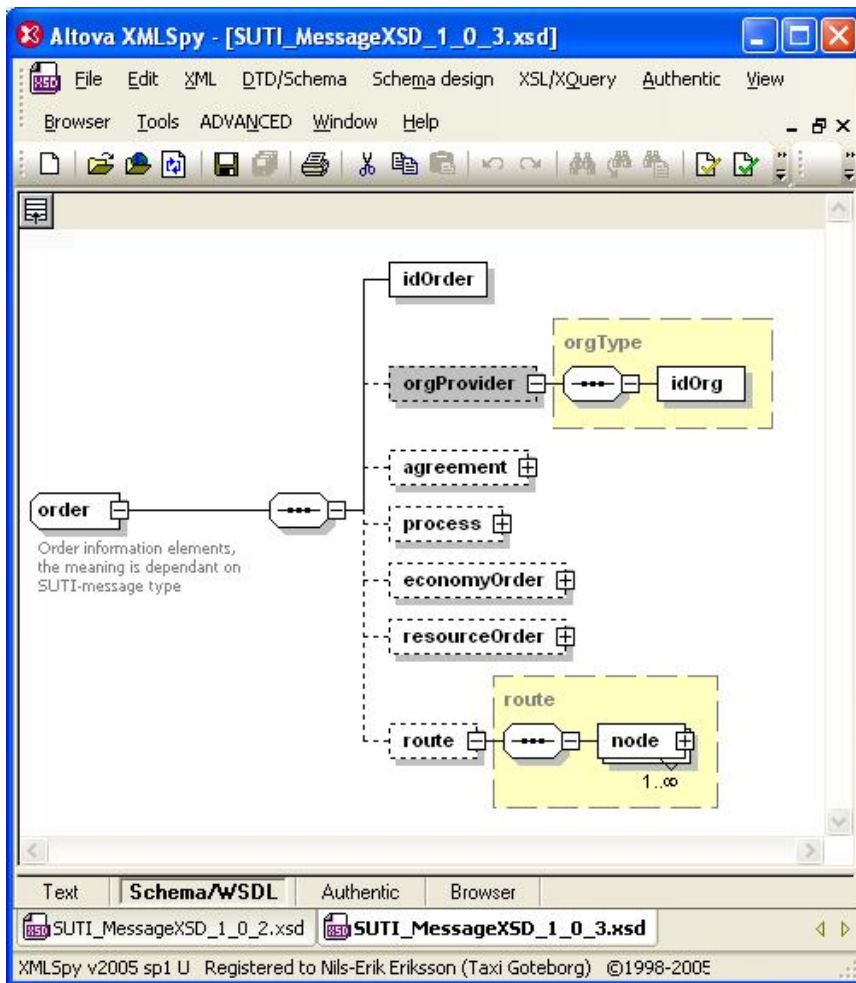 Altova XMLSpy - [SUTI_MessageXSD_1_0_3.xsd]
XSD File Edit XML DTD/Schema Schema design XSL/XQuery Authentic View
Browser Tools ADVANCED Window Help
idOrder
orgType
orgProvider idOrg
agreement
order
process
Order information elements,
the meaning is dependant on
SUTI-message type
economyOrder
resourceOrder
route
route node
1..∞
Text Schema/WSDL Authentic Browser
XSD SUTI_MessageXSD_1_0_2.xsd XSD SUTI_MessageXSD_1_0_3.xsd
XMLSpy v2005 sp1 U Registered to Nils-Erik Eriksson (Taxi Goteborg) ©1998-2005